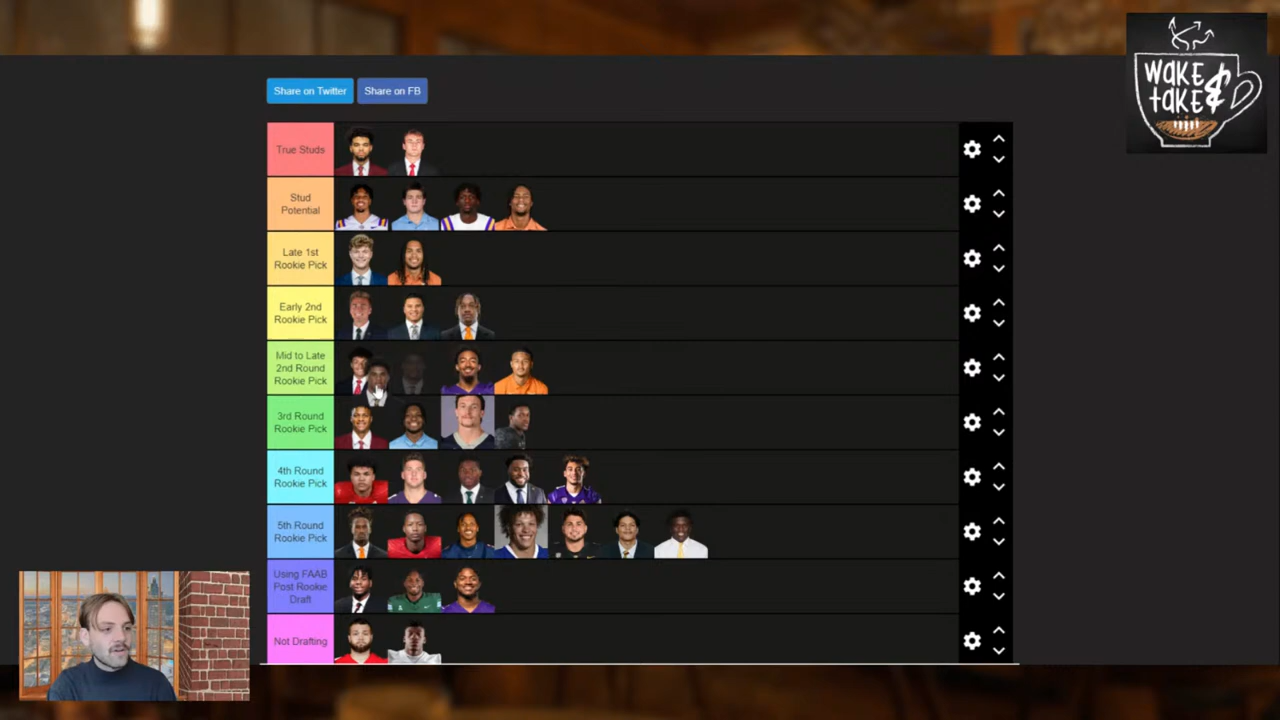 Share on Twitter
Share on FB
WAKE &
TAKE
True Studs
Stud
Potential
Late 1st
Rookie Pick
Early 2nd
Rookie Pick
Mid to Late
2nd Round
Rookie Pick
3rd Round
Rookie Pick
4th Round
Rookie Pick
5th Round
Rookie Pick
Using FAAB
Post Rookie
Draft
Not Drafting